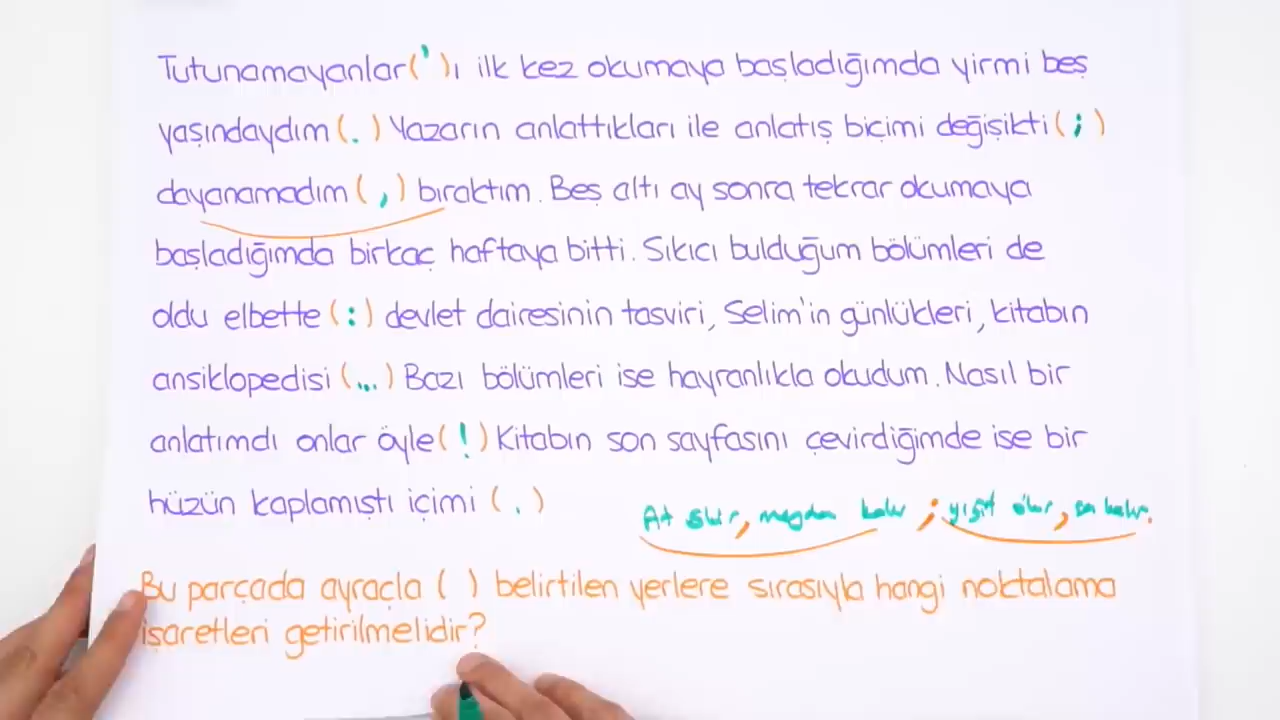 Tutunamayanlar(')ı ilk kez okumaya başladığımda yirmi beş
yaşındaydım (.) Yazarın anlattıkları ile anlatış biçimi değişikti (;)
dayanamadım (,) bıraktım. Beş altı ay sonra tekrar okumaya
başladığımda birkaç haftaya bitti. Sıkıcı bulduğum bölümleri de
oldu elbette (:) devlet dairesinin tasviri, Selim'in günlükleri, kitabın
ansiklopedisi (...) Bazı bölümleri ise hayranlıkla okudum. Nasıl bir
anlatımdı onlar öyle (!) Kitabın son sayfasını çevirdiğimde ise bir
hüzün kaplamıştı içimi (.)
At ölür, meydan kalır ; yiğit ölür, şan kalır.
Bu parçada ayraçla ( ) belirtilen yerlere sırasıyla hangi noktalama
işaretleri getirilmelidir?